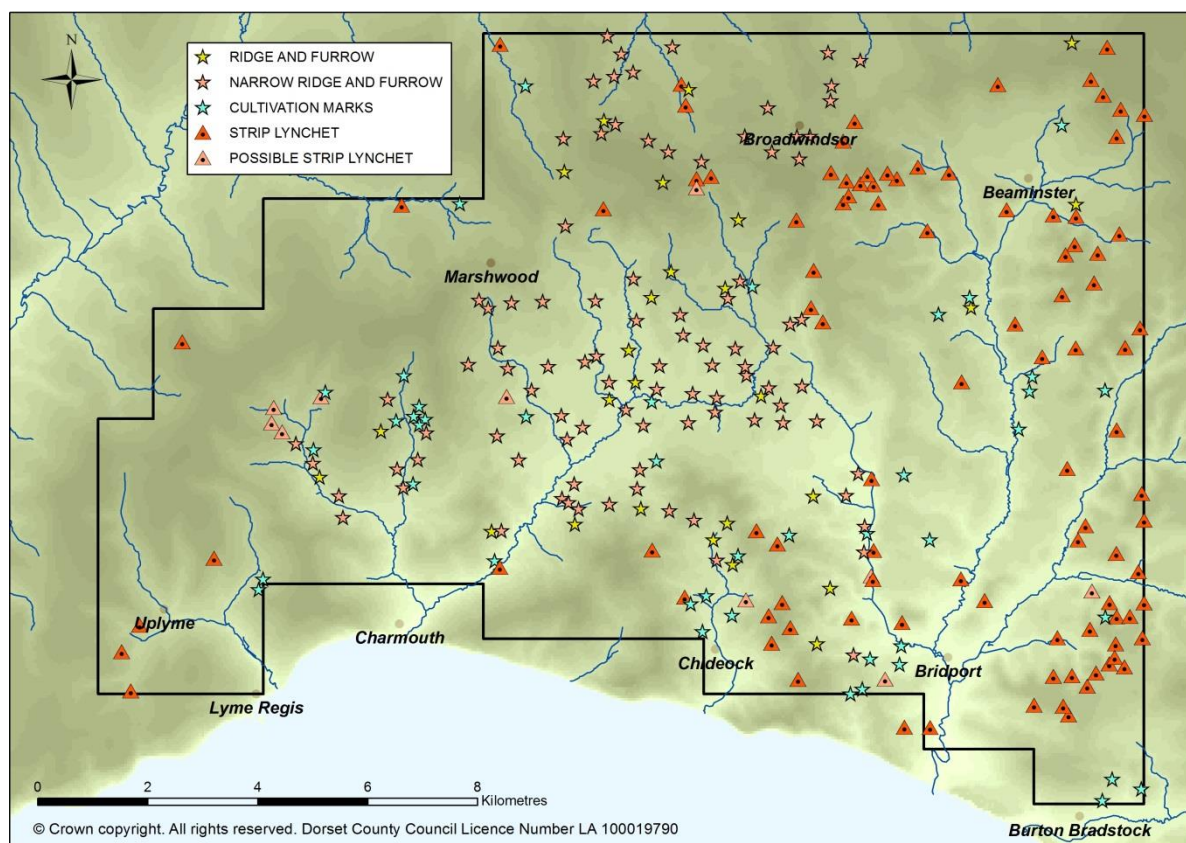 N
RIDGE AND FURROW
NARROW RIDGE AND FURROW
CULTIVATION MARKS
STRIP LYNCHET
POSSIBLE STRIP LYNCHET
Broadwindsor
Beaminster
Marshwood
Uplyme
Charmouth
Chideock
Bridport
Lyme Regis
0 2 4 6 8
Kilometres
© Crown copyright. All rights reserved. Dorset County Council Licence Number LA 100019790
Burton Bradstock